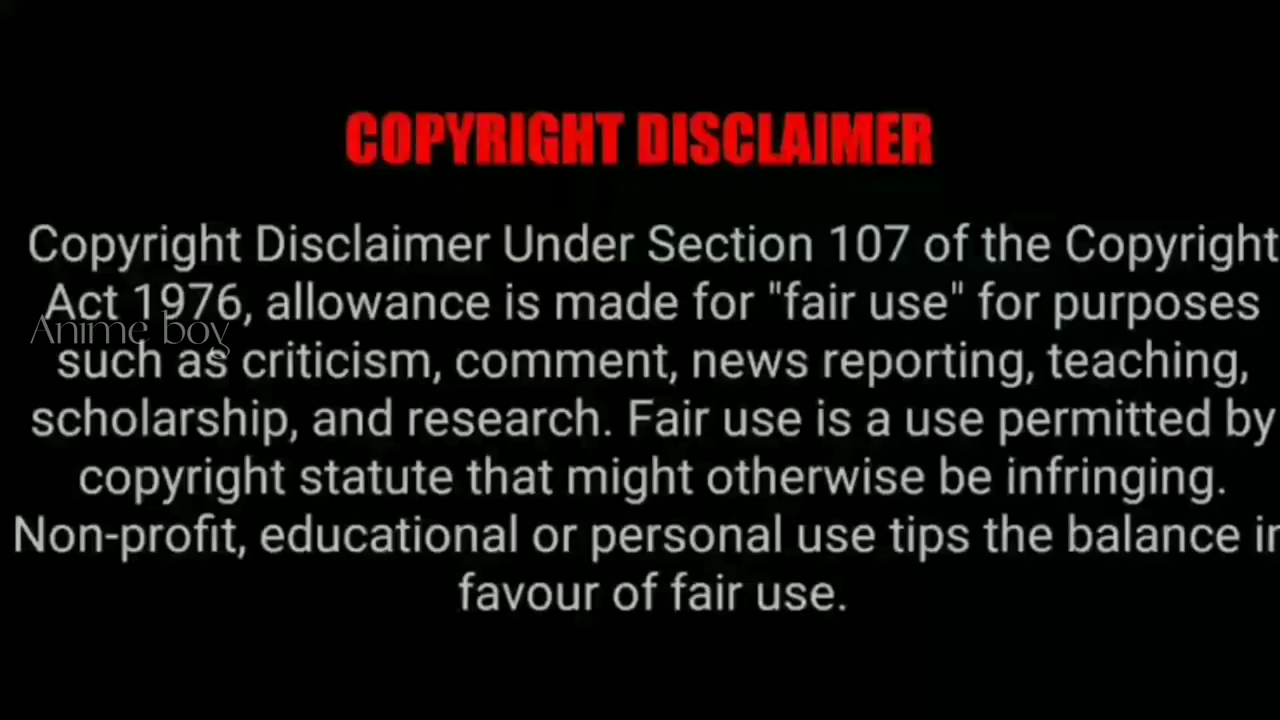 COPYRIGHT DISCLAIMER
Copyright Disclaimer Under Section 107 of the Copyright
Act 1976, allowance is made for "fair use" for purposes
Anime boy
such as criticism, comment, news reporting, teaching,
scholarship, and research. Fair use is a use permitted by
copyright statute that might otherwise be infringing.
Non-profit, educational or personal use tips the balance in
favour of fair use.